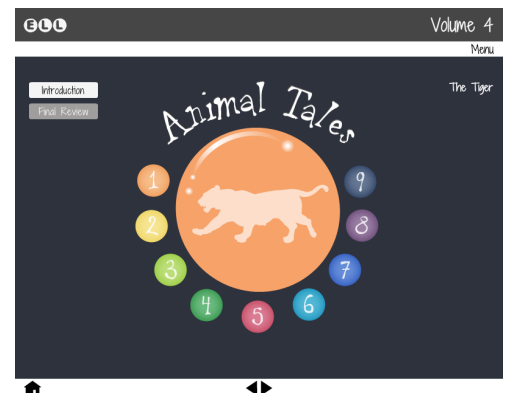 ELL
Volume 4
Menu
Introduction
Final Review
The Tiger
Animal Tales
1
2
3
4
5
6
7
8
9